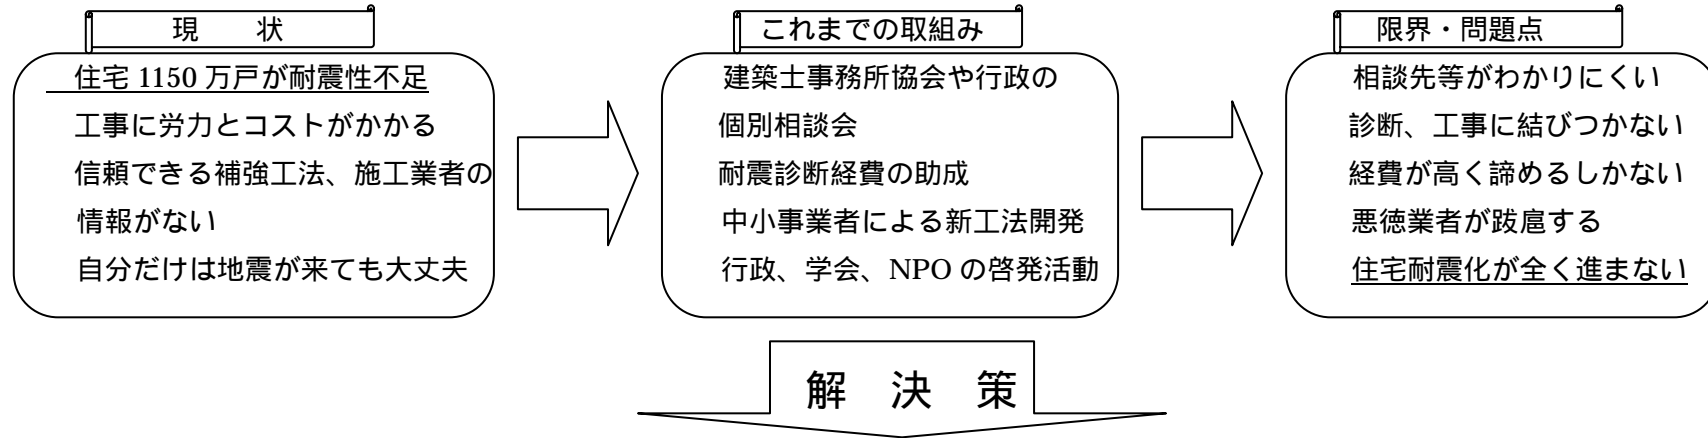 現　　状
住宅 1150 万戸が耐震性不足
工事に労力とコストがかかる
信頼できる補強工法、施工業者の
情報がない
自分だけは地震が来ても大丈夫
これまでの取組み
建築士事務所協会や行政の
個別相談会
耐震診断経費の助成
中小事業者による新工法開発
行政、学会、NPO の啓発活動
限界・問題点
相談先等がわかりにくい
診断、工事に結びつかない
経費が高く諦めるしかない
悪徳業者が跋扈する
住宅耐震化が全く進まない
解　決　策